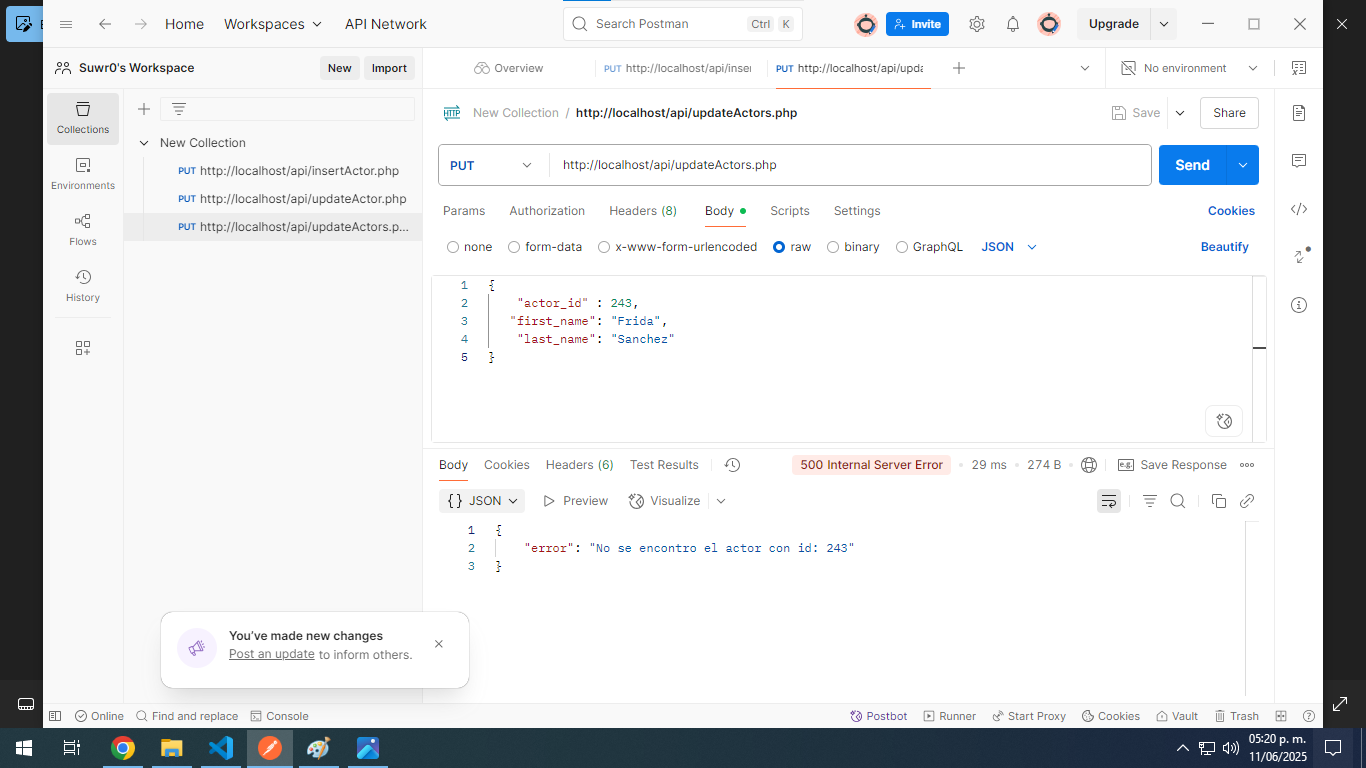 Home Workspaces API Network Search Postman Ctrl K Invite Upgrade
Suwr0's Workspace New Import Overview PUT http://localhost/api/inser PUT http://localhost/api/upda No environment
New Collection / http://localhost/api/updateActors.php Save Share
Collections
New Collection
PUT http://localhost/api/insertActor.php
PUT http://localhost/api/updateActor.php
PUT http://localhost/api/updateActors.p...
Environments
Flows
History
PUT http://localhost/api/updateActors.php Send
Params Authorization Headers (8) Body Scripts Settings Cookies
none form-data x-www-form-urlencoded raw binary GraphQL JSON Beautify
1 {
2 "actor_id" : 243,
3 "first_name": "Frida",
4 "last_name": "Sanchez"
5 }
Body Cookies Headers (6) Test Results 500 Internal Server Error • 29 ms • 274 B • e.g. Save Response
{} JSON Preview Visualize
1 {
2 "error": "No se encontro el actor con id: 243"
3 }
You've made new changes
Post an update to inform others.
Online Find and replace Console Postbot Runner Start Proxy Cookies Vault Trash
05:20 p. m.
11/06/2025